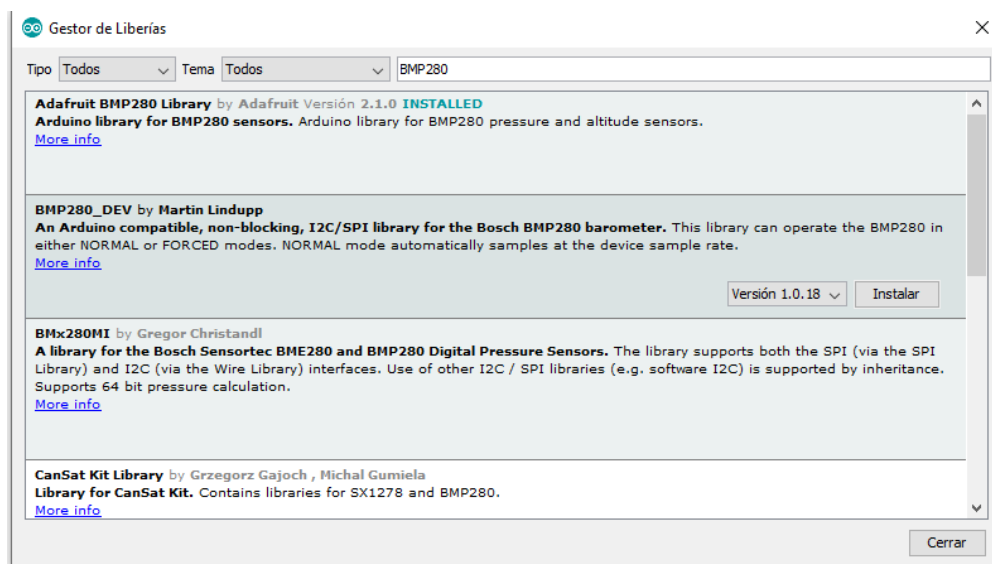 Gestor de Liberías
Tipo Todos Tema Todos BMP280
Adafruit BMP280 Library by Adafruit Versión 2.1.0 INSTALLED
Arduino library for BMP280 sensors. Arduino library for BMP280 pressure and altitude sensors.
More info
BMP280_DEV by Martin Lindupp
An Arduino compatible, non-blocking, I2C/SPI library for the Bosch BMP280 barometer. This library can operate the BMP280 in
either NORMAL or FORCED modes. NORMAL mode automatically samples at the device sample rate.
More info
Versión 1.0.18 Instalar
BMx280MI by Gregor Christandl
A library for the Bosch Sensortec BME280 and BMP280 Digital Pressure Sensors. The library supports both the SPI (via the SPI
Library) and I2C (via the Wire Library) interfaces. Use of other I2C / SPI libraries (e.g. software I2C) is supported by inheritance.
Supports 64 bit pressure calculation.
More info
CanSat Kit Library by Grzegorz Gajoch , Michal Gumiela
Library for CanSat Kit. Contains libraries for SX1278 and BMP280.
More info
Cerrar